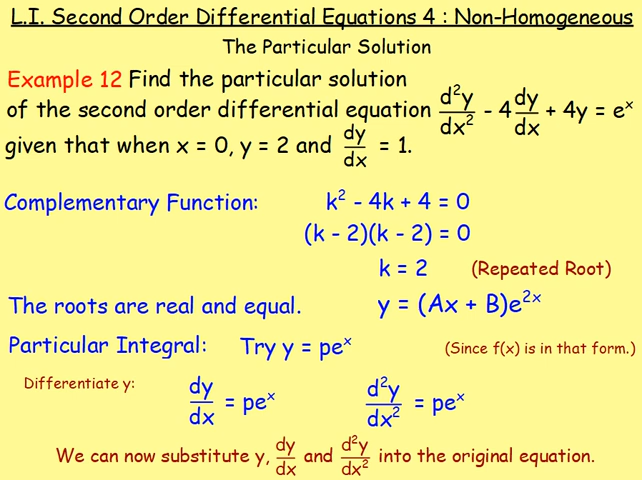 L.I. Second Order Differential Equations 4 : Non-Homogeneous
The Particular Solution
Example 12 Find the particular solution
of the second order differential equation d²y/dx² - 4 dy/dx + 4y = eˣ
given that when x = 0, y = 2 and dy/dx = 1.
Complementary Function: k² - 4k + 4 = 0
(k - 2)(k - 2) = 0
k = 2 (Repeated Root)
The roots are real and equal. y = (Ax + B)e²ˣ
Particular Integral: Try y = peˣ (Since f(x) is in that form.)
Differentiate y: dy/dx = peˣ d²y/dx² = peˣ
We can now substitute y, dy/dx and d²y/dx² into the original equation.